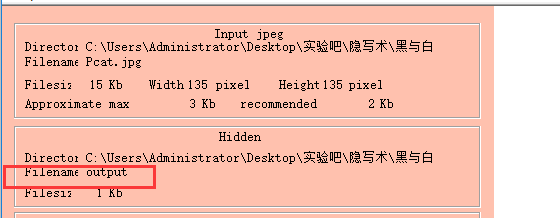 Input jpeg
Director C:\Users\Administrator\Desktop\实验吧\隐写术\黑与白
Filename Pcat.jpg
Filesiz 15 Kb Width 135 pixel Height 135 pixel
Approximate max 3 Kb recommended 2 Kb
Hidden
Director C:\Users\Administrator\Desktop\实验吧\隐写术\黑与白
Filename output
Filesiz 1 Kb